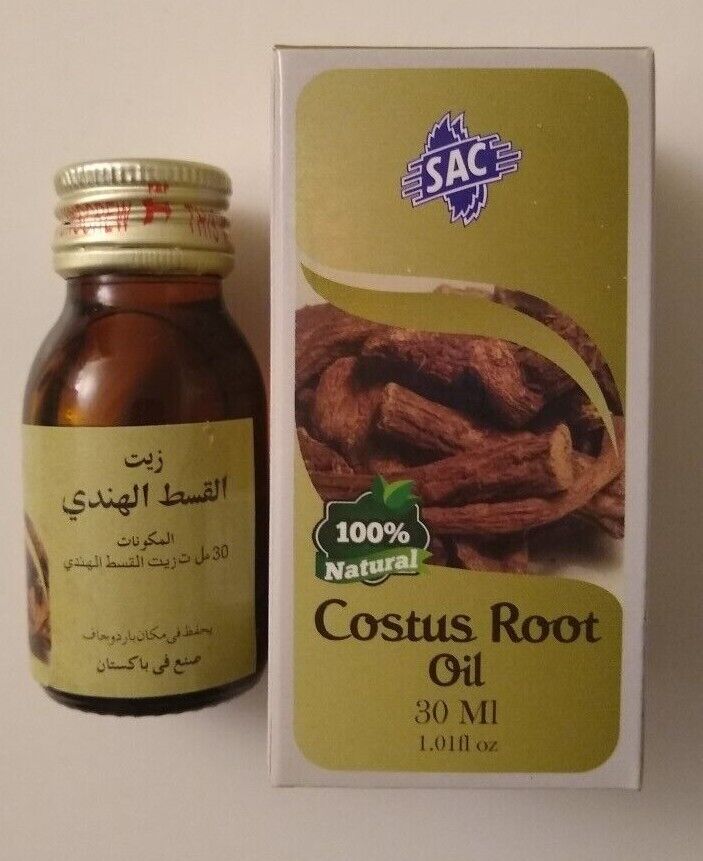 زيت
القسط الهندي
المكونات
30 مل ت زيت القسط الهندي
يحفظ في مكان بارد وجاف
صنع في باكستان
SAC
100%
Natural
Costus Root
Oil
30 Ml
1.01fl oz